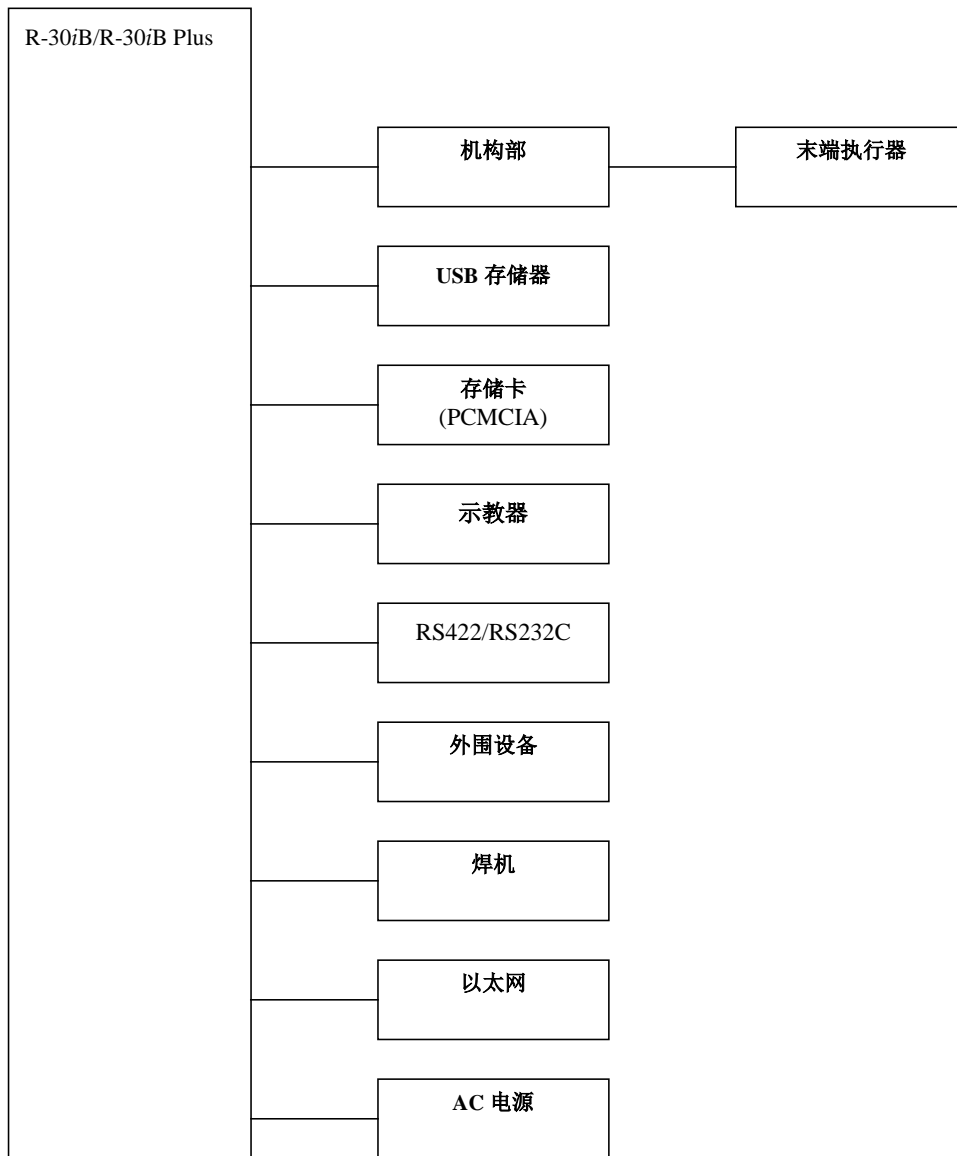 R-30iB/R-30iB Plus
机构部
末端执行器
USB 存储器
存储卡
(PCMCIA)
示教器
RS422/RS232C
外围设备
焊机
以太网
AC 电源